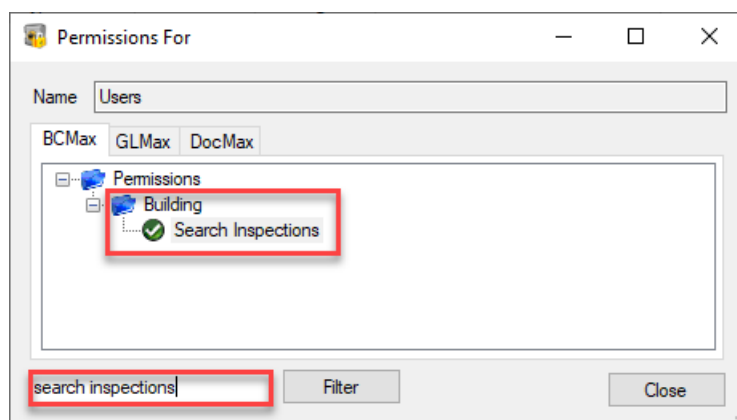 Permissions For
Name Users
BCMax GLMax DocMax
Permissions
Building
Search Inspections
search inspections Filter Close